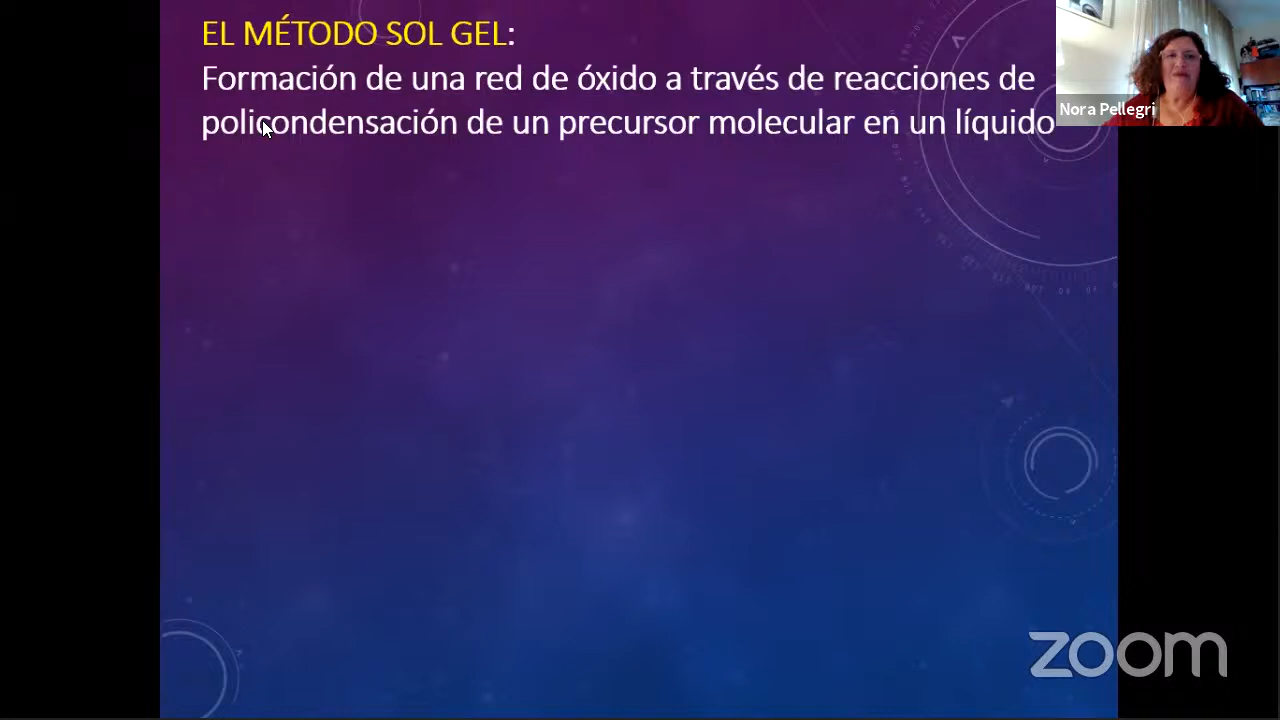 EL MÉTODO SOL GEL:
Formación de una red de óxido a través de reacciones de
policondensación de un precursor molecular en un líquido
Nora Pellegri
zoom